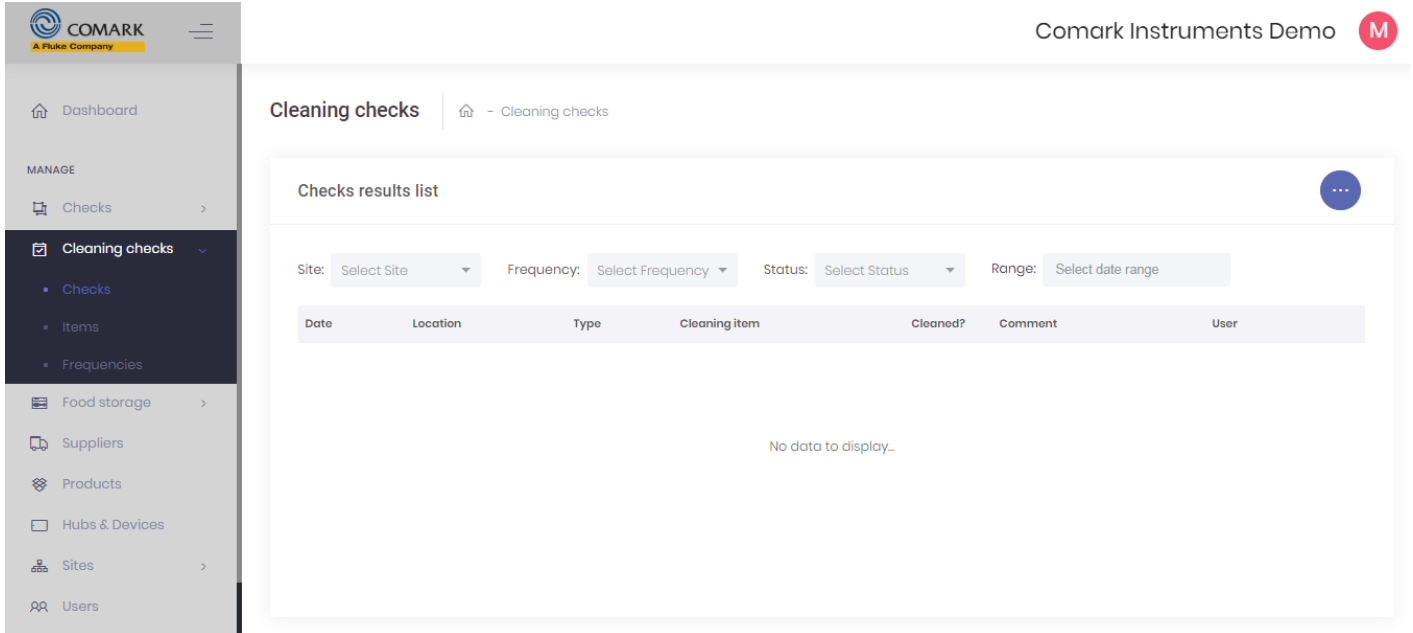 COMARK
A Fluke Company
Comark Instruments Demo
M
Dashboard
MANAGE
Checks
Cleaning checks
Checks
Items
Frequencies
Food storage
Suppliers
Products
Hubs & Devices
Sites
Users
Cleaning checks
- Cleaning checks
Checks results list
Site: Select Site Frequency: Select Frequency Status: Select Status Range: Select date range
Date Location Type Cleaning item Cleaned? Comment User
No data to display...